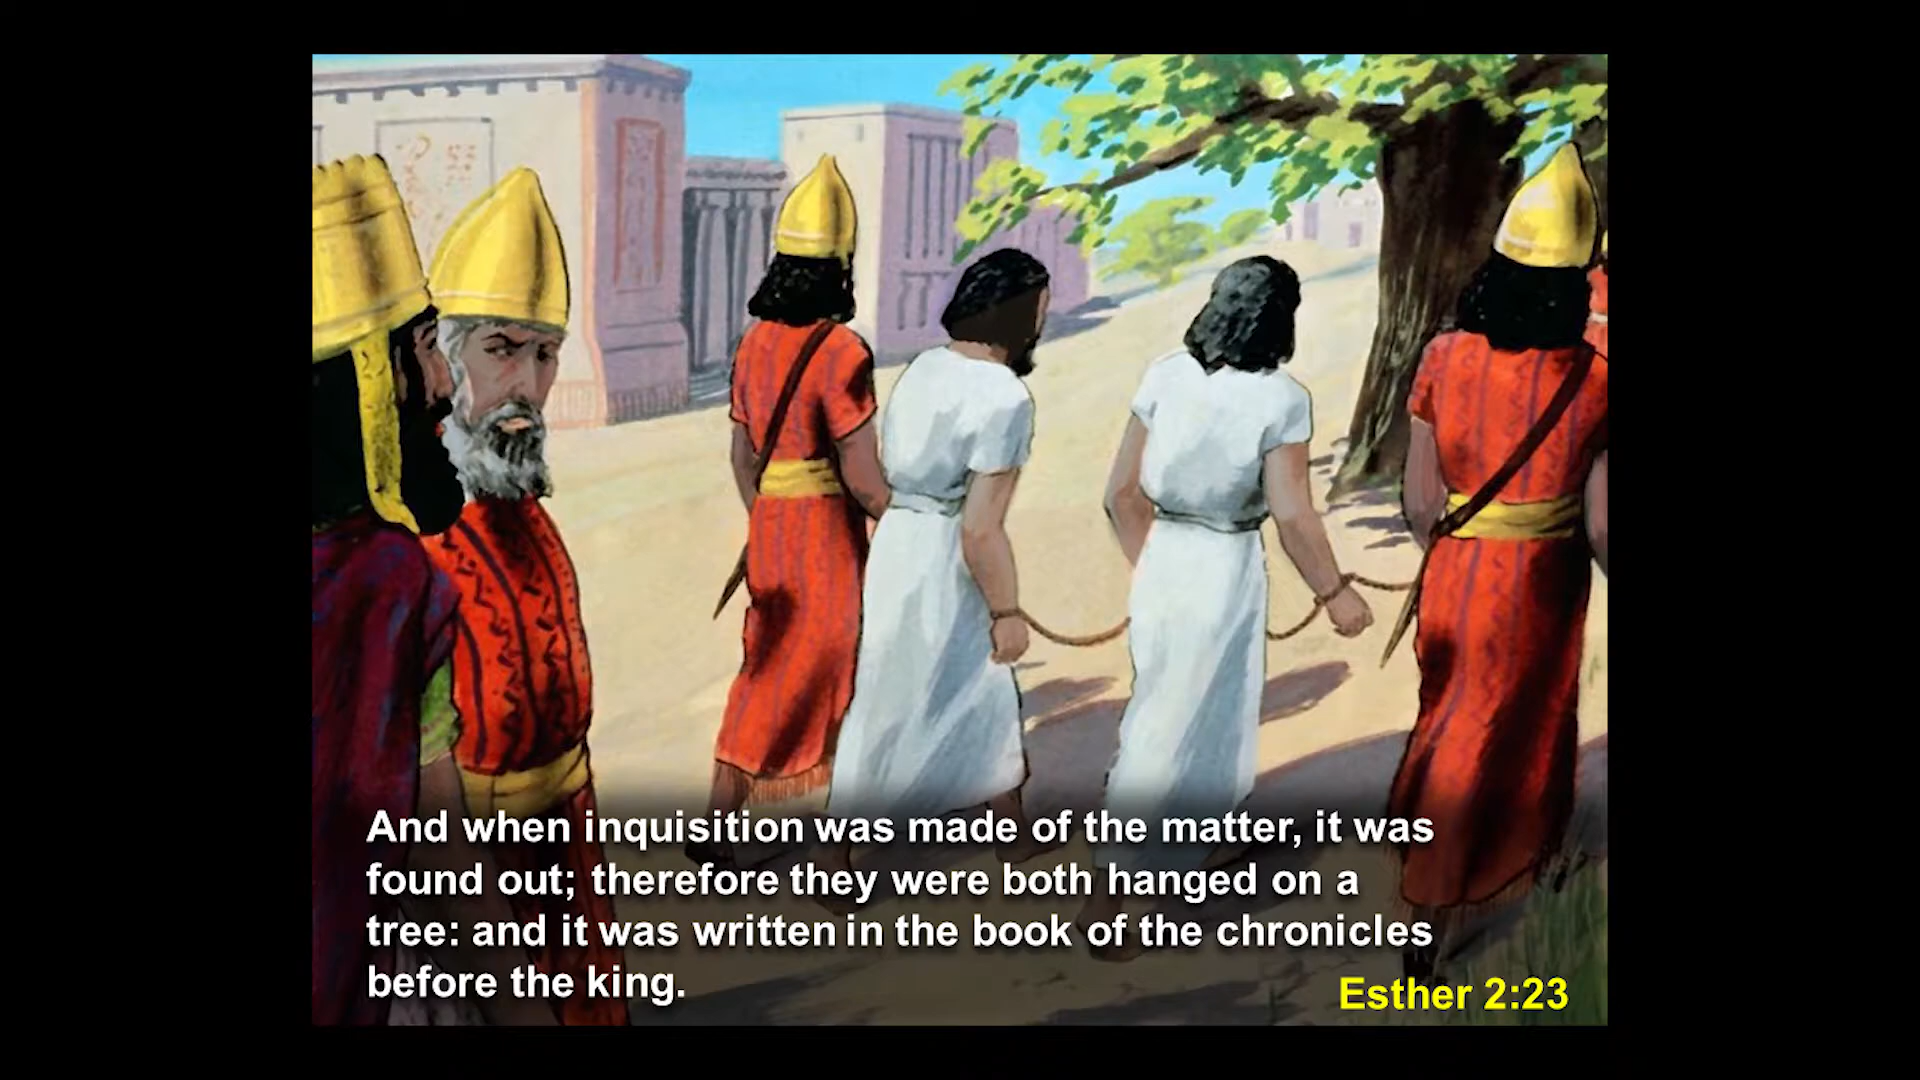 And when inquisition was made of the matter, it was
found out; therefore they were both hanged on a
tree: and it was written in the book of the chronicles
before the king.
Esther 2:23